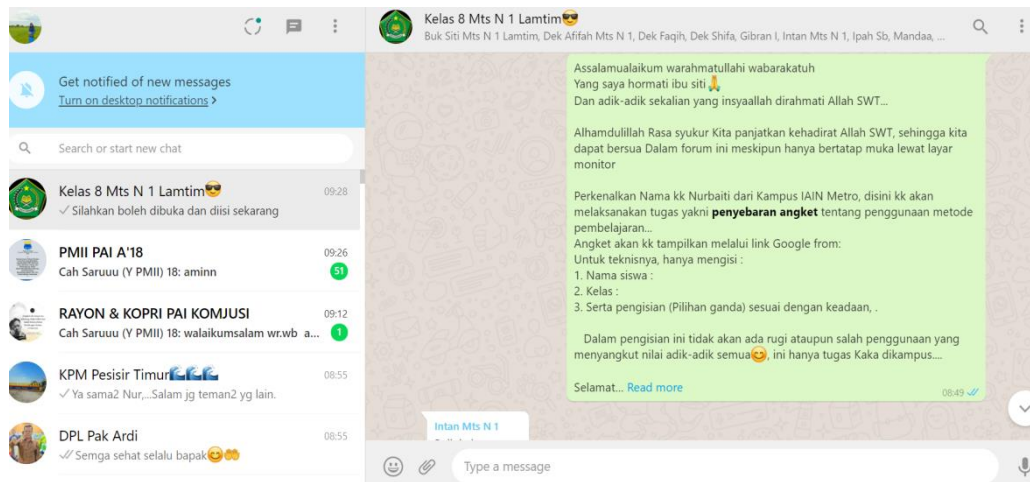 Get notified of new messages
Turn on desktop notifications >
Search or start new chat
Kelas 8 Mts N 1 Lamtim😎
09:28
Silahkan boleh dibuka dan diisi sekarang
PMII PAI A'18
09:26
Cah Saruuu (Y PMII) 18: aminn
51
RAYON & KOPRI PAI KOMJUSI
09:12
Cah Saruuu (Y PMII) 18: walaikumsalam wr.wb a...
1
KPM Pesisir Timur🌊🌊🌊
08:55
Ya sama2 Nur,...Salam jg teman2 yg lain.
DPL Pak Ardi
08:55
Semga sehat selalu bapak😊🤲
Kelas 8 Mts N 1 Lamtim😎
Buk Siti Mts N 1 Lamtim, Dek Afifah Mts N 1, Dek Faqih, Dek Shifa, Gibran I, Intan Mts N 1, Ipah Sb, Mandaa, ...
Assalamualaikum warahmatullahi wabarakatuh
Yang saya hormati ibu siti🙏
Dan adik-adik sekalian yang insyaallah dirahmati Allah SWT...
Alhamdulillah Rasa syukur Kita panjatkan kehadirat Allah SWT, sehingga kita
dapat bersua Dalam forum ini meskipun hanya bertatap muka lewat layar
monitor
Perkenalkan Nama kk Nurbaiti dari Kampus IAIN Metro, disini kk akan
melaksanakan tugas yakni penyebaran angket tentang penggunaan metode
pembelajaran...
Angket akan kk tampilkan melalui link Google from:
Untuk teknisnya, hanya mengisi :
1. Nama siswa :
2. Kelas :
3. Serta pengisian (Pilihan ganda) sesuai dengan keadaan, .
Dalam pengisian ini tidak akan ada rugi ataupun salah penggunaan yang
menyangkut nilai adik-adik semua😊, ini hanya tugas Kaka dikampus....
Selamat... Read more
08:49
Intan Mts N 1
Type a message